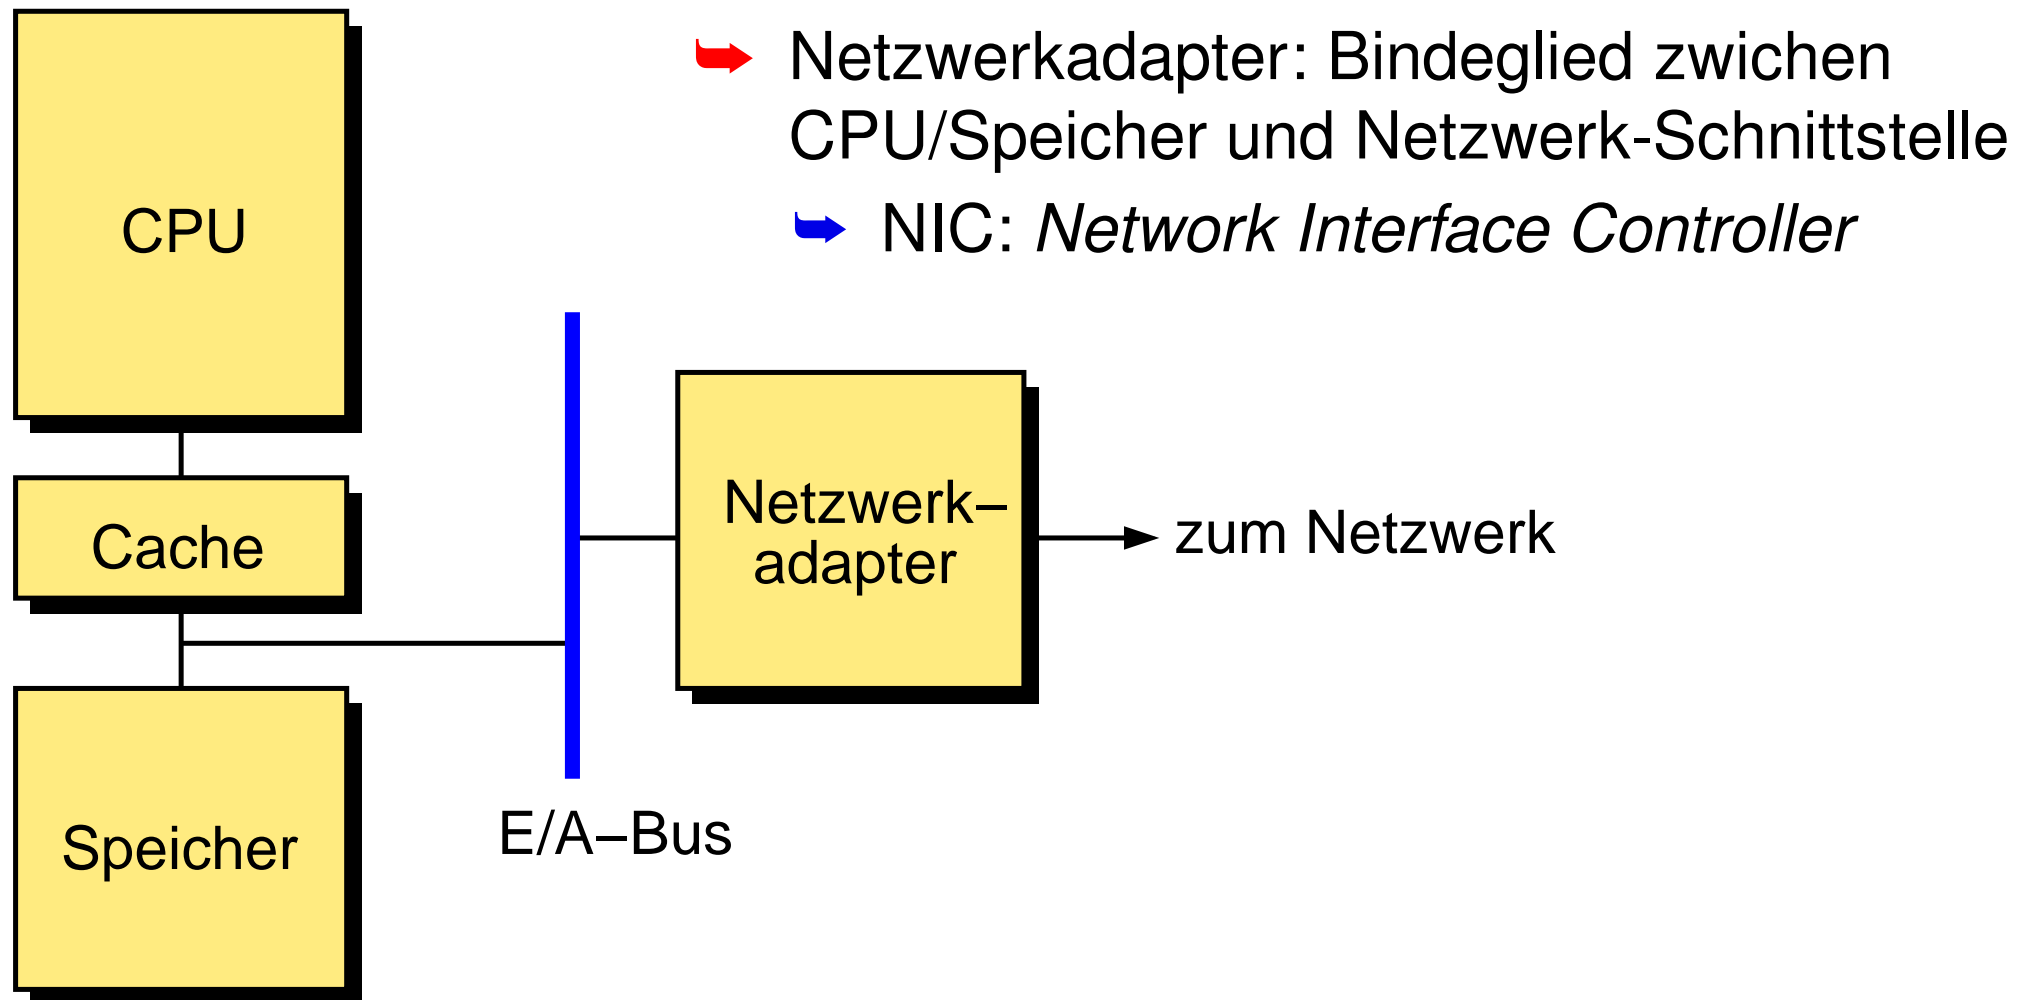 Netzwerkadapter: Bindeglied zwichen
CPU/Speicher und Netzwerk-Schnittstelle
NIC: Network Interface Controller
CPU
Cache
Speicher
E/A–Bus
Netzwerk–
adapter
zum Netzwerk